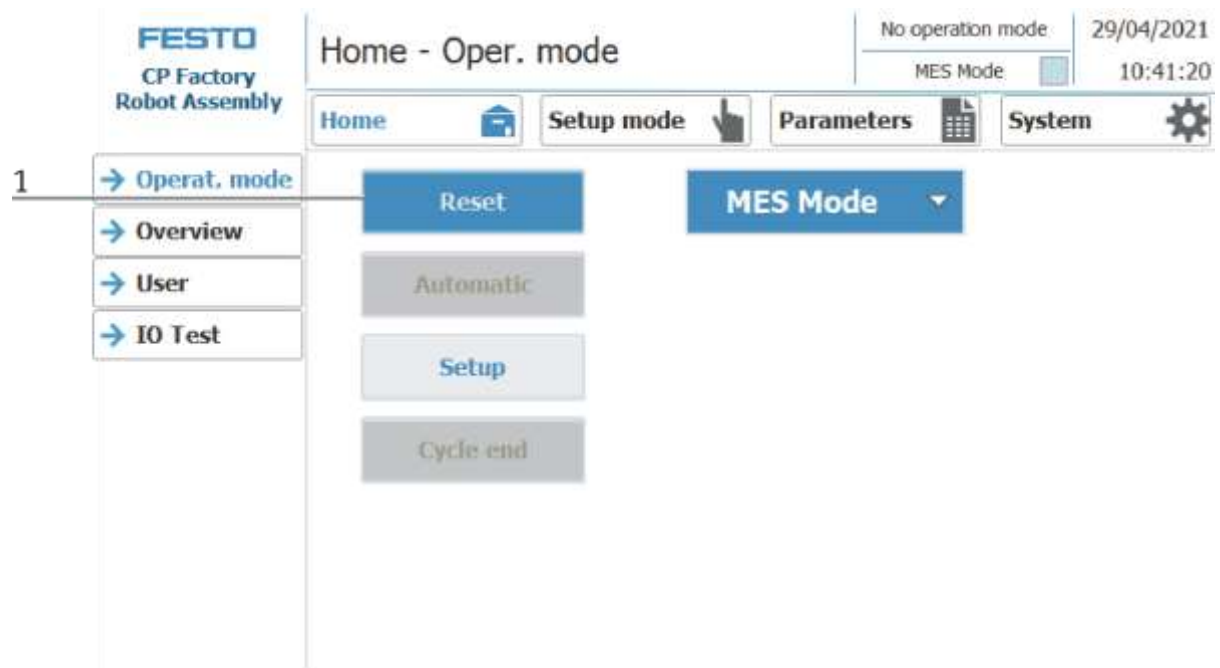 FESTO
CP Factory
Robot Assembly
Home - Oper. mode
No operation mode
MES Mode
29/04/2021
10:41:20
Home
Setup mode
Parameters
System
1
Operat. mode
Overview
User
IO Test
Reset
Automatic
Setup
Cycle end
MES Mode